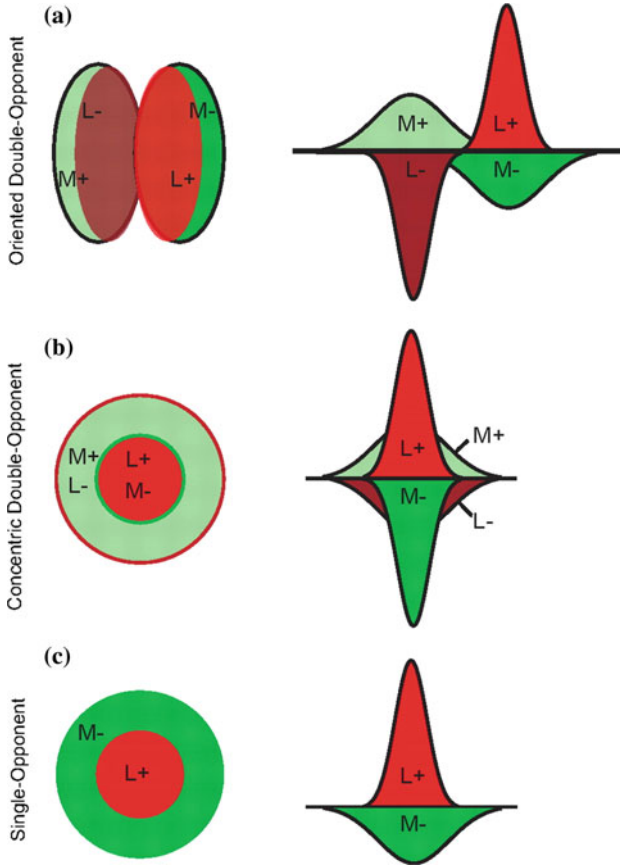 (a)
Oriented Double-Opponent
L-
M-
M+
L+
M+
L+
L-
M-
(b)
Concentric Double-Opponent
M+
L+
L-
M-
M+
L+
M-
L-
(c)
Single-Opponent
M-
L+
L+
M-